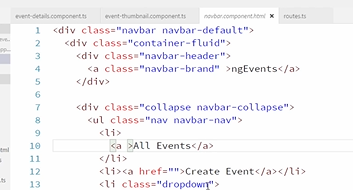 event-details.component.ts event-thumbnail.component.ts navbar.component.html × routes.ts
1 <div class="navbar navbar-default">
2 <div class="container-fluid">
3 <div class="navbar-header">
4 <a class="navbar-brand" >ngEvents</a>
5 </div>
6
7 <div class="collapse navbar-collapse">
8 <ul class="nav navbar-nav">
9 <li>
10 <a >All Events</a>
11 </li>
12 <li><a href="">Create Event</a></li>
13 <li class="dropdown">